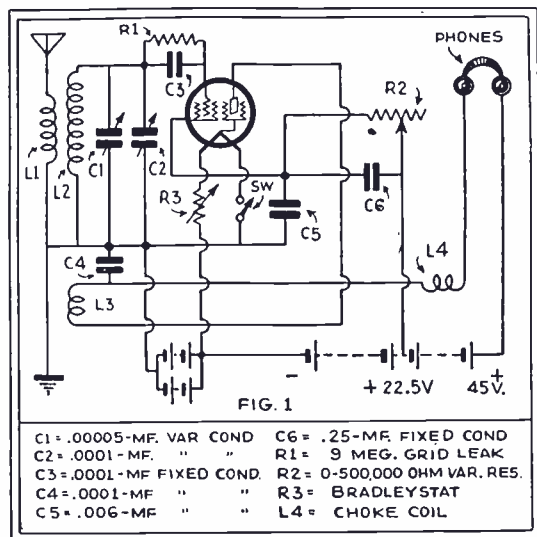 R1
PHONES
C3
R2
L1
L2
C1
C2
R3
SW
C5
C6
L4
C4
L3
- + 22.5V + 45V.
FIG. 1
C1 = .00005-MF. VAR COND C6 = .25-MF. FIXED COND
C2 = .0001-MF. " " R1 = 9 MEG. GRID LEAK
C3 = .0001-MF FIXED COND. R2 = 0-500,000 OHM VAR. RES.
C4 = .0001-MF " " R3 = BRADLEYSTAT
C5 = .006-MF " " L4 = CHOKE COIL